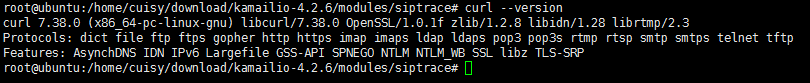 root@ubuntu:/home/cuisy/download/kamailio-4.2.6/modules/siptrace# curl --version
curl 7.38.0 (x86_64-pc-linux-gnu) libcurl/7.38.0 OpenSSL/1.0.1f zlib/1.2.8 libidn/1.28 librtmp/2.3
Protocols: dict file ftp ftps gopher http https imap imaps ldap ldaps pop3 pop3s rtmp rtsp smtp smtps telnet tftp
Features: AsynchDNS IDN IPv6 Largefile GSS-API SPNEGO NTLM NTLM_WB SSL libz TLS-SRP
root@ubuntu:/home/cuisy/download/kamailio-4.2.6/modules/siptrace#